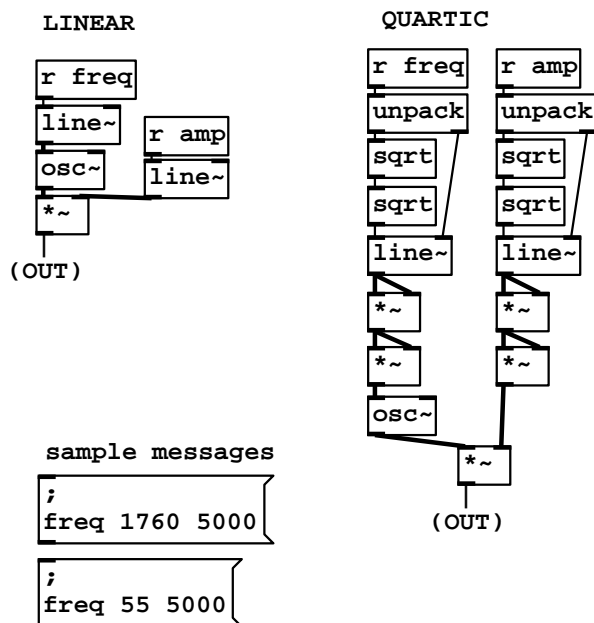 LINEAR
r freq
line~
r amp
osc~
line~
*~
(OUT)
QUARTIC
r freq
r amp
unpack
unpack
sqrt
sqrt
sqrt
sqrt
line~
line~
*~
*~
*~
*~
osc~
*~
(OUT)
sample messages
;
freq 1760 5000
;
freq 55 5000